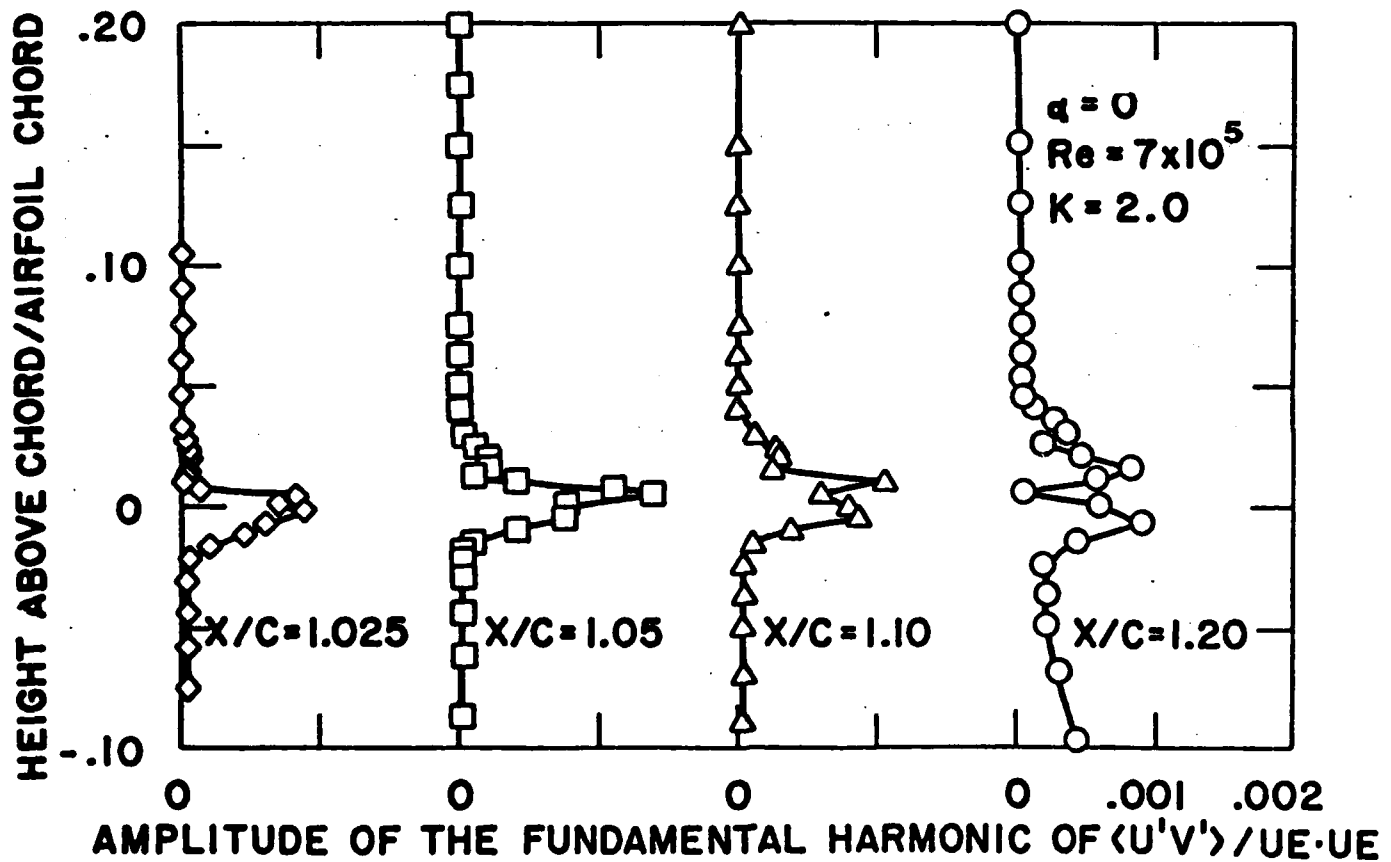 HEIGHT ABOVE CHORD/AIRFOIL CHORD
.20
.10
0
-.10
α = 0
Re = 7x10⁵
K = 2.0
X/C=1.025
X/C=1.05
X/C=1.10
X/C=1.20
0
0
0
0
.001
.002
AMPLITUDE OF THE FUNDAMENTAL HARMONIC OF <U'V'>/UE·UE